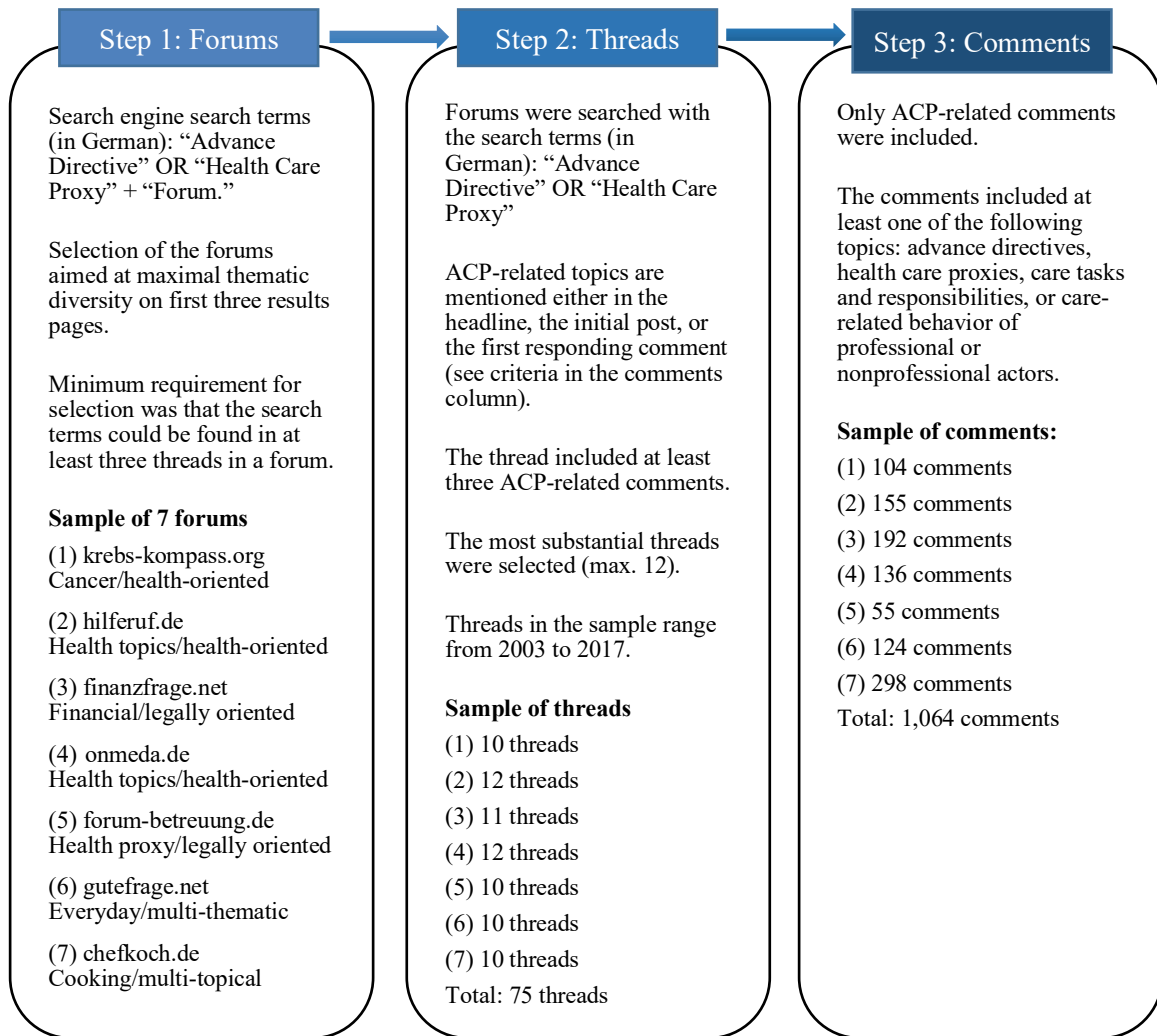 Step 1: Forums
Search engine search terms
(in German): “Advance
Directive” OR “Health Care
Proxy” + “Forum.”
Selection of the forums
aimed at maximal thematic
diversity on first three results
pages.
Minimum requirement for
selection was that the search
terms could be found in at
least three threads in a forum.
Sample of 7 forums
(1) krebs-kompass.org
Cancer/health-oriented
(2) hilferuf.de
Health topics/health-oriented
(3) finanzfrage.net
Financial/legally oriented
(4) onmeda.de
Health topics/health-oriented
(5) forum-betreuung.de
Health proxy/legally oriented
(6) gutefrage.net
Everyday/multi-thematic
(7) chefkoch.de
Cooking/multi-topical
Step 2: Threads
Forums were searched with
the search terms (in
German): “Advance
Directive” OR “Health Care
Proxy”
ACP-related topics are
mentioned either in the
headline, the initial post, or
the first responding comment
(see criteria in the comments
column).
The thread included at least
three ACP-related comments.
The most substantial threads
were selected (max. 12).
Threads in the sample range
from 2003 to 2017.
Sample of threads
(1) 10 threads
(2) 12 threads
(3) 11 threads
(4) 12 threads
(5) 10 threads
(6) 10 threads
(7) 10 threads
Total: 75 threads
Step 3: Comments
Only ACP-related comments
were included.
The comments included at
least one of the following
topics: advance directives,
health care proxies, care tasks
and responsibilities, or care-
related behavior of
professional or
nonprofessional actors.
Sample of comments:
(1) 104 comments
(2) 155 comments
(3) 192 comments
(4) 136 comments
(5) 55 comments
(6) 124 comments
(7) 298 comments
Total: 1,064 comments